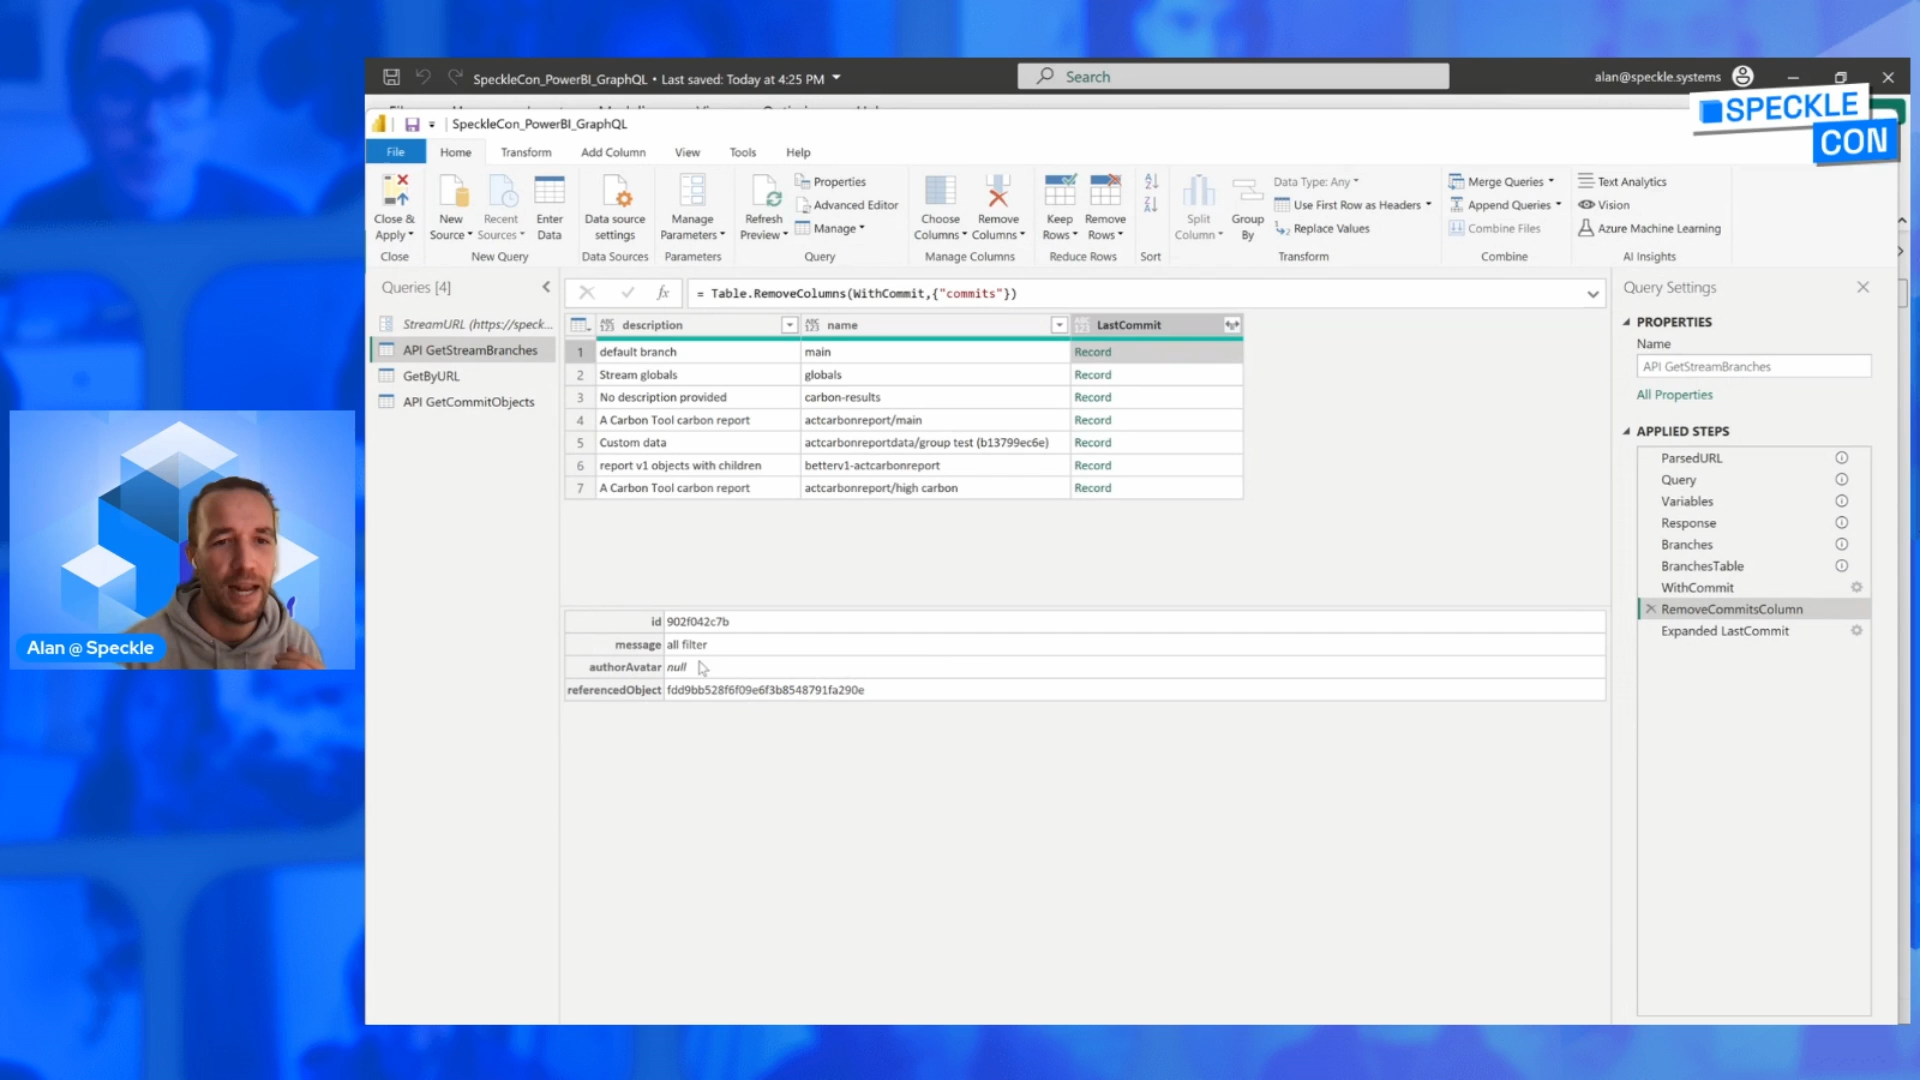 SpeckleCon_PowerBI_GraphQL • Last saved: Today at 4:25 PM
Search
alan@speckle.systems
SPECKLE
CON
SpeckleCon_PowerBI_GraphQL
File Home Transform Add Column View Tools Help
Close & Apply
Close
New Source
Recent Sources
Enter Data
New Query
Data source settings
Data Sources
Manage Parameters
Parameters
Refresh Preview
Properties
Advanced Editor
Manage
Query
Choose Columns
Remove Columns
Manage Columns
Keep Rows
Remove Rows
Reduce Rows
Sort
Split Column
Group By
Data Type: Any
Use First Row as Headers
Replace Values
Transform
Merge Queries
Append Queries
Combine Files
Combine
Text Analytics
Vision
Azure Machine Learning
AI Insights
Queries [4]
StreamURL (https://speck...
API GetStreamBranches
GetByURL
API GetCommitObjects
fx = Table.RemoveColumns(WithCommit,{"commits"})
ABC 123 description ABC 123 name ABC 123 LastCommit
1 default branch main Record
2 Stream globals globals Record
3 No description provided carbon-results Record
4 A Carbon Tool carbon report actcarbonreport/main Record
5 Custom data actcarbonreportdata/group test (b13799ec6e) Record
6 report v1 objects with children betterv1-actcarbonreport Record
7 A Carbon Tool carbon report actcarbonreport/high carbon Record
id 902f042c7b
message all filter
authorAvatar null
referencedObject fdd9bb528f6f09e6f3b8548791fa290e
Query Settings
PROPERTIES
Name
API GetStreamBranches
All Properties
APPLIED STEPS
ParsedURL
Query
Variables
Response
Branches
BranchesTable
WithCommit
RemoveCommitsColumn
Expanded LastCommit
Alan @ Speckle